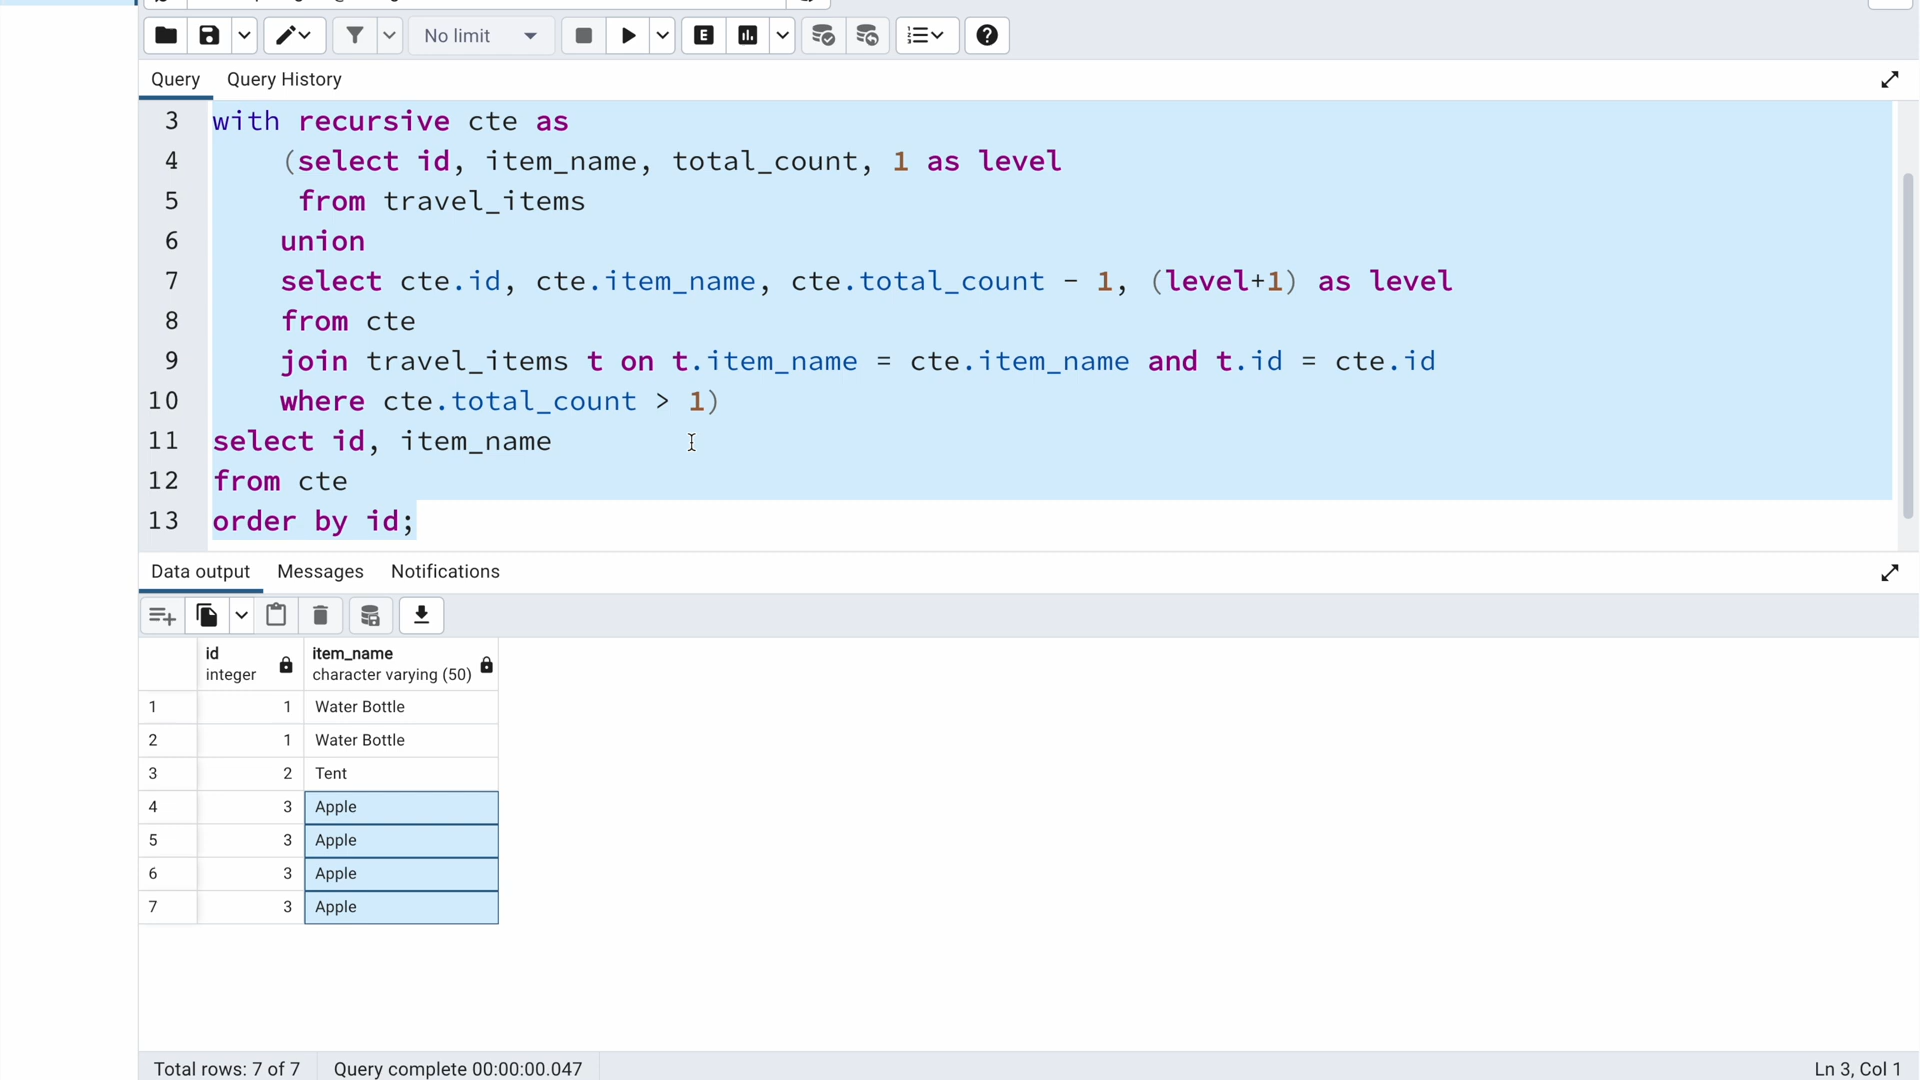 No limit
E
Query Query History
3 with recursive cte as
4 (select id, item_name, total_count, 1 as level
5 from travel_items
6 union
7 select cte.id, cte.item_name, cte.total_count - 1, (level+1) as level
8 from cte
9 join travel_items t on t.item_name = cte.item_name and t.id = cte.id
10 where cte.total_count > 1)
11 select id, item_name
12 from cte
13 order by id;
Data output Messages Notifications
id item_name
integer character varying (50)
1 1 Water Bottle
2 1 Water Bottle
3 2 Tent
4 3 Apple
5 3 Apple
6 3 Apple
7 3 Apple
Total rows: 7 of 7 Query complete 00:00:00.047 Ln 3, Col 1